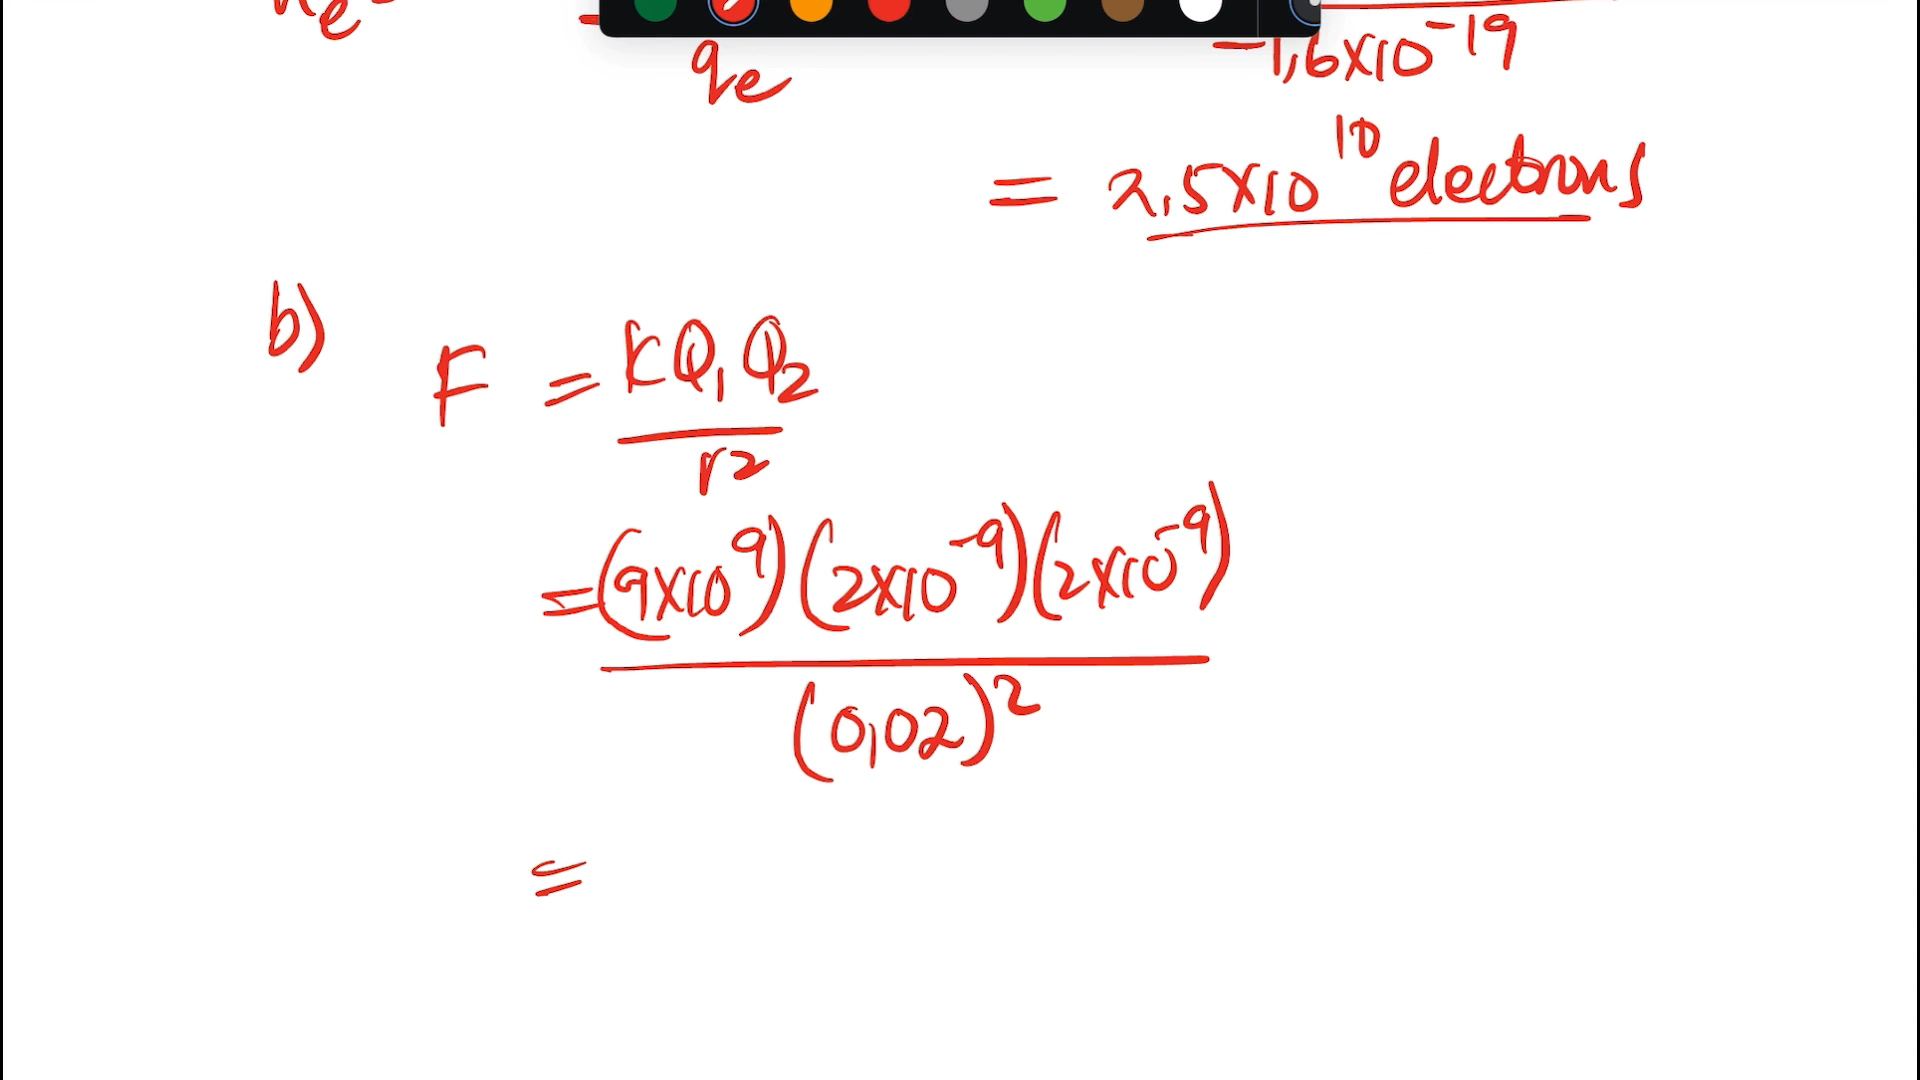 qe
-1,6x10^-19
= 2,5x10^10 electrons
b)
F = KQ1Q2 / r2
= (9x10^9)(2x10^-9)(2x10^-9)
(0,02)^2
=